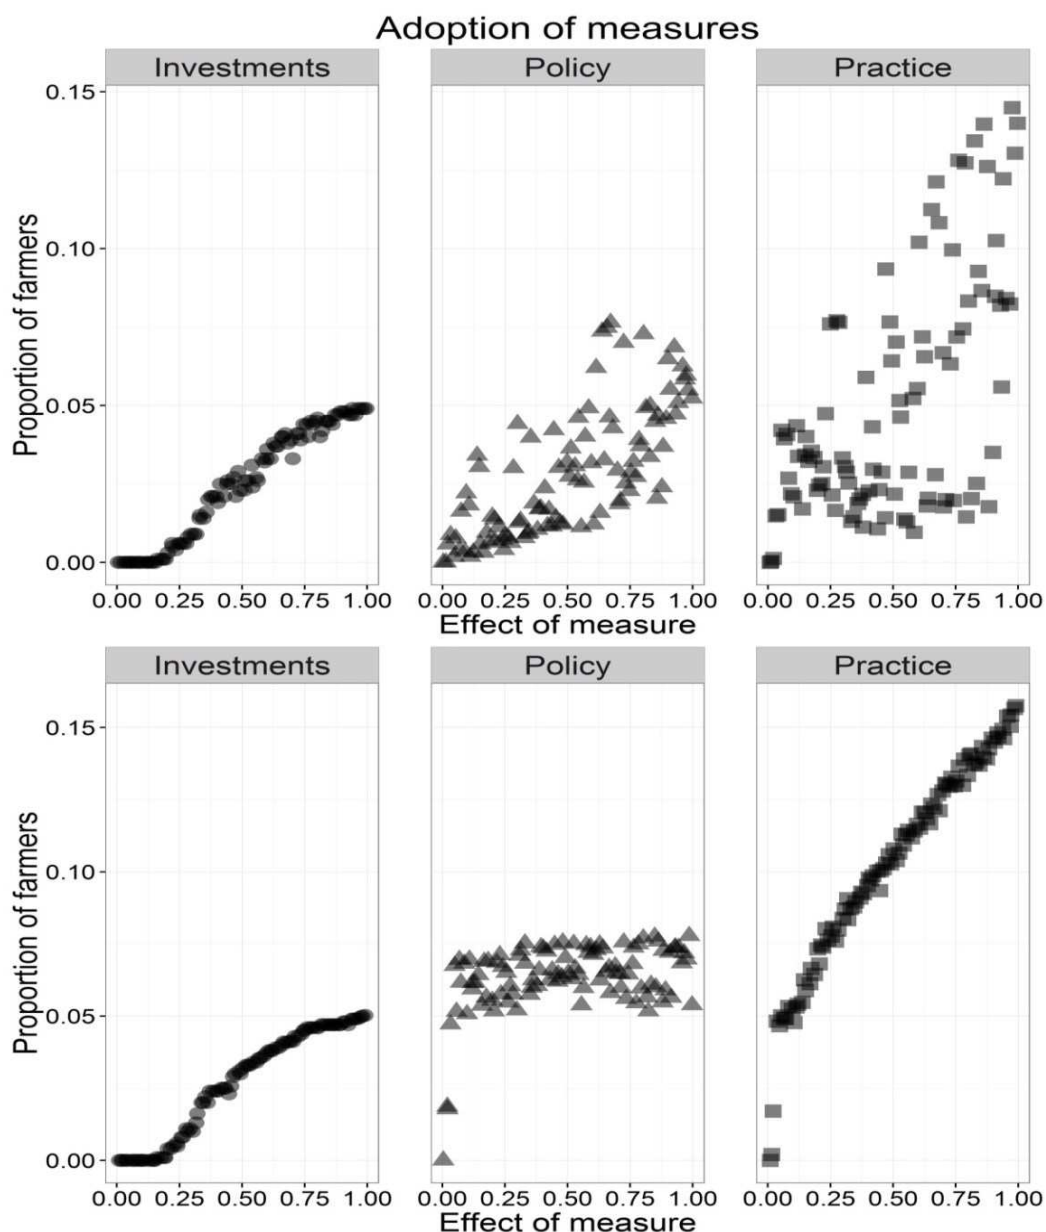 Adoption of measures
Investments Policy Practice
0.15
0.10
0.05
0.00
Proportion of farmers
0.00 0.25 0.50 0.75 1.00 0.00 0.25 0.50 0.75 1.00 0.00 0.25 0.50 0.75 1.00
Effect of measure
Investments Policy Practice
0.15
0.10
0.05
0.00
Proportion of farmers
0.00 0.25 0.50 0.75 1.00 0.00 0.25 0.50 0.75 1.00 0.00 0.25 0.50 0.75 1.00
Effect of measure